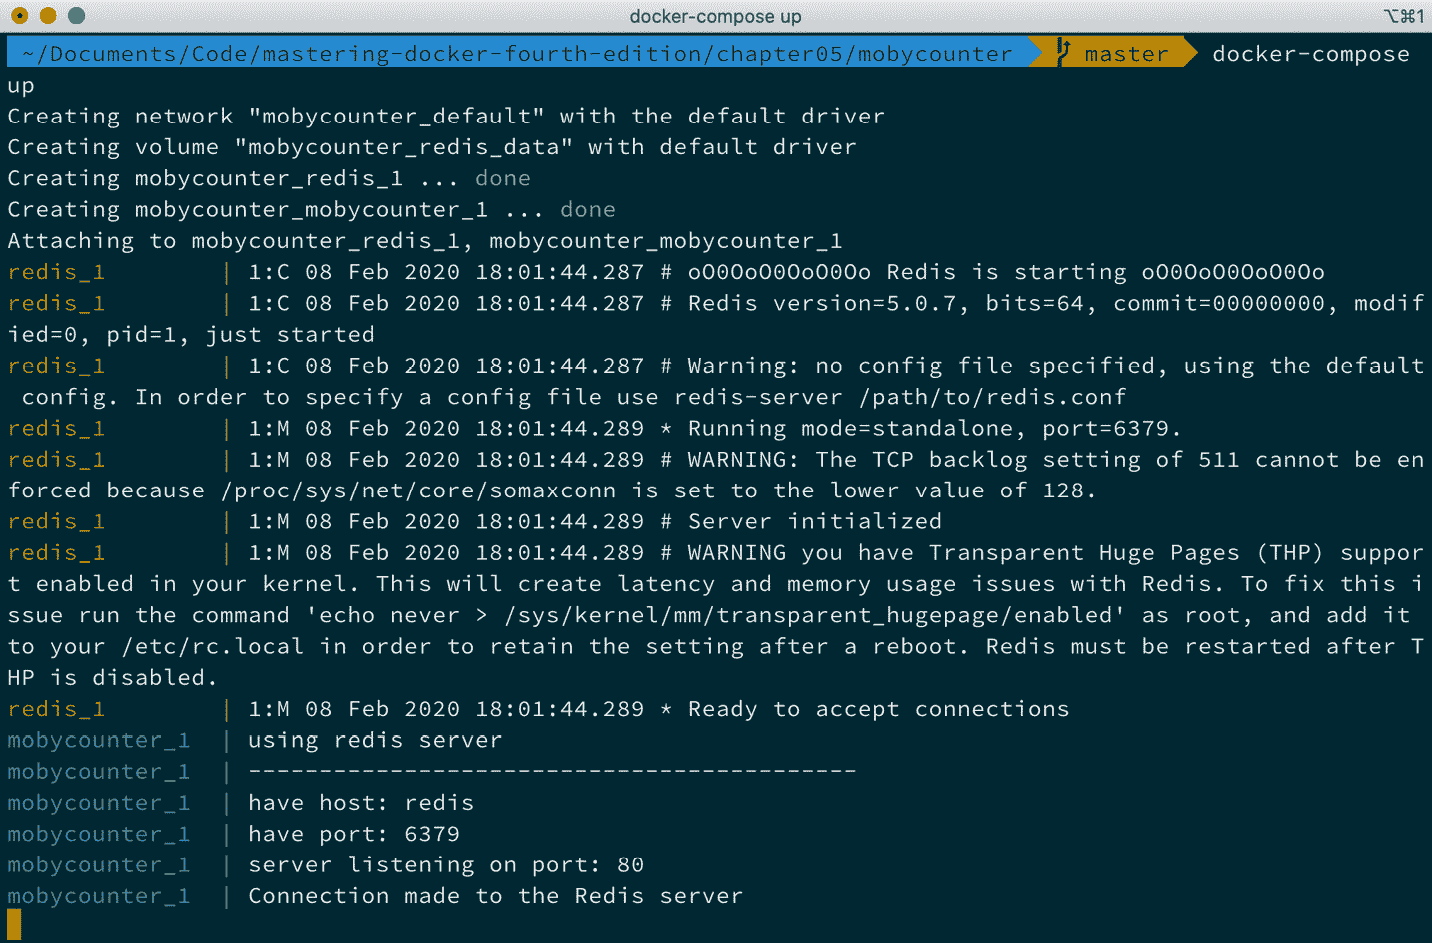 docker-compose up
⌥⌘1
~/Documents/Code/mastering-docker-fourth-edition/chapter05/mobycounter master docker-compose
up
Creating network "mobycounter_default" with the default driver
Creating volume "mobycounter_redis_data" with default driver
Creating mobycounter_redis_1 ... done
Creating mobycounter_mobycounter_1 ... done
Attaching to mobycounter_redis_1, mobycounter_mobycounter_1
redis_1 | 1:C 08 Feb 2020 18:01:44.287 # oO0OoO0OoO0Oo Redis is starting oO0OoO0OoO0Oo
redis_1 | 1:C 08 Feb 2020 18:01:44.287 # Redis version=5.0.7, bits=64, commit=00000000, modif
ied=0, pid=1, just started
redis_1 | 1:C 08 Feb 2020 18:01:44.287 # Warning: no config file specified, using the default
config. In order to specify a config file use redis-server /path/to/redis.conf
redis_1 | 1:M 08 Feb 2020 18:01:44.289 * Running mode=standalone, port=6379.
redis_1 | 1:M 08 Feb 2020 18:01:44.289 # WARNING: The TCP backlog setting of 511 cannot be en
forced because /proc/sys/net/core/somaxconn is set to the lower value of 128.
redis_1 | 1:M 08 Feb 2020 18:01:44.289 # Server initialized
redis_1 | 1:M 08 Feb 2020 18:01:44.289 # WARNING you have Transparent Huge Pages (THP) suppor
t enabled in your kernel. This will create latency and memory usage issues with Redis. To fix this i
ssue run the command 'echo never > /sys/kernel/mm/transparent_hugepage/enabled' as root, and add it
to your /etc/rc.local in order to retain the setting after a reboot. Redis must be restarted after T
HP is disabled.
redis_1 | 1:M 08 Feb 2020 18:01:44.289 * Ready to accept connections
mobycounter_1 | using redis server
mobycounter_1 | -------------------------------------------
mobycounter_1 | have host: redis
mobycounter_1 | have port: 6379
mobycounter_1 | server listening on port: 80
mobycounter_1 | Connection made to the Redis server